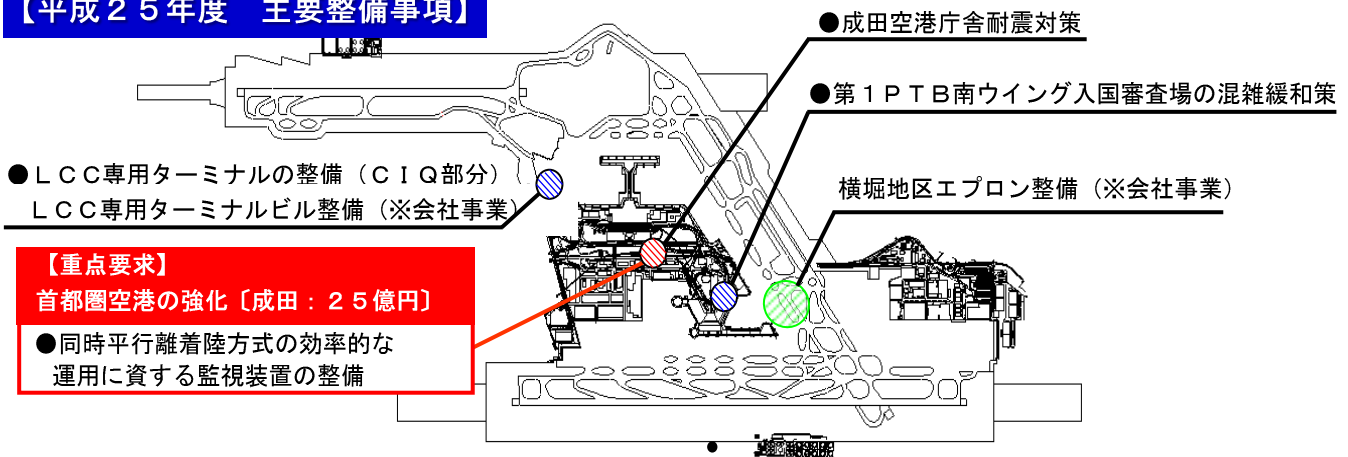 【平成２５年度　主要整備事項】
●成田空港庁舎耐震対策
●第１ＰＴＢ南ウイング入国審査場の混雑緩和策
●ＬＣＣ専用ターミナルの整備（ＣＩＱ部分）
ＬＣＣ専用ターミナルビル整備（※会社事業）
横堀地区エプロン整備（※会社事業）
【重点要求】
首都圏空港の強化〔成田：２５億円〕
●同時平行離着陸方式の効率的な
運用に資する監視装置の整備